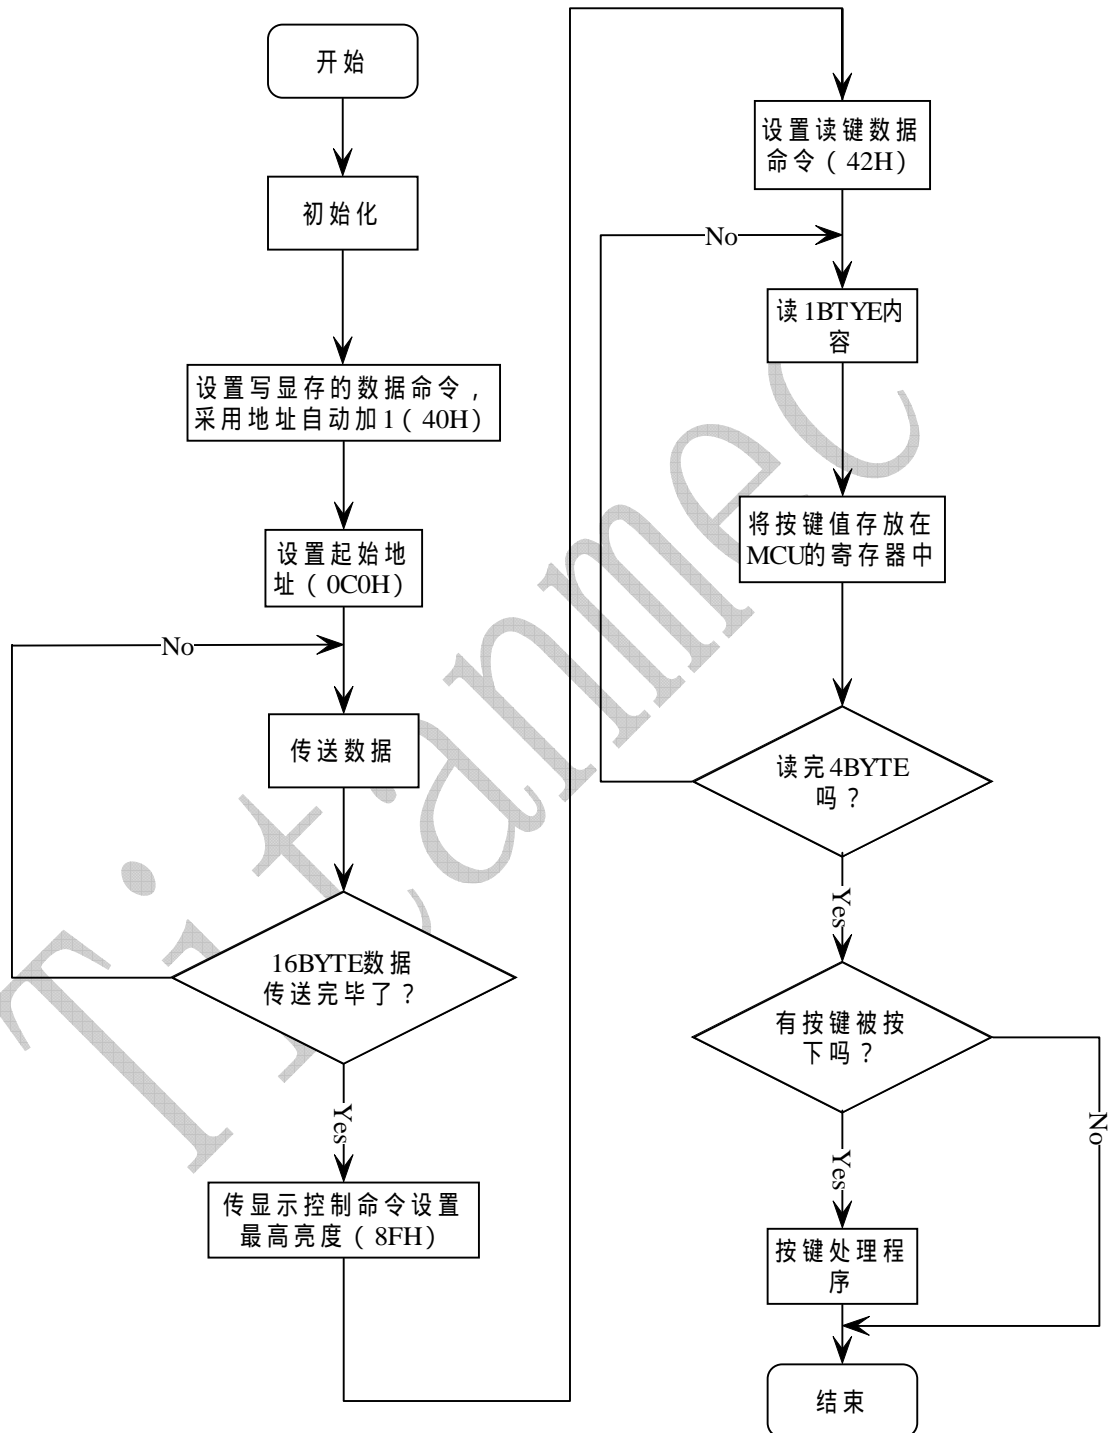 开始
初始化
设置写显存的数据命令，
采用地址自动加1（40H）
设置起始地
址（0C0H）
No
传送数据
16BYTE数据
传送完毕了？
Yes
传显示控制命令设置
最高亮度（8FH）
设置读键数据
命令（42H）
No
读1BTYE内
容
将按键值存放在
MCU的寄存器中
读完4BYTE
吗？
Yes
有按键被按
下吗？
No
Yes
按键处理程
序
结束
Titanmec